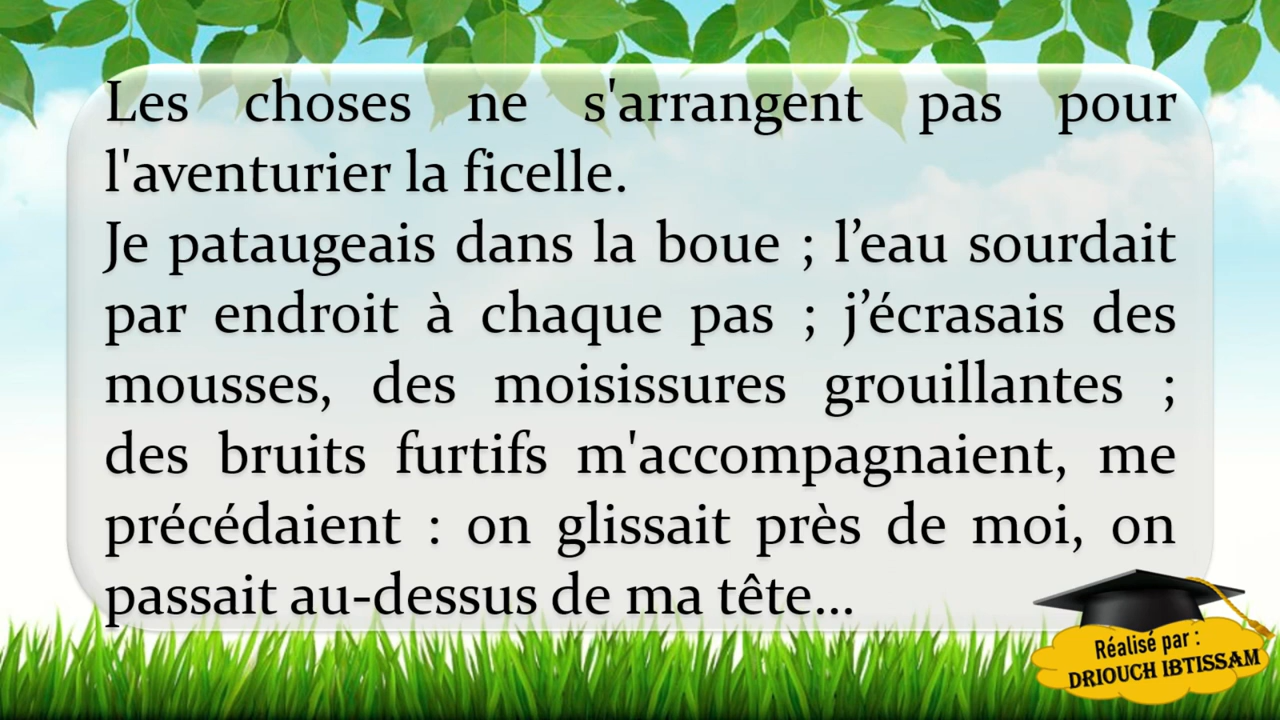 Les choses ne s'arrangent pas pour
l'aventurier la ficelle.
Je pataugeais dans la boue ; l’eau sourdait
par endroit à chaque pas ; j’écrasais des
mousses, des moisissures grouillantes ;
des bruits furtifs m'accompagnaient, me
précédaient : on glissait près de moi, on
passait au-dessus de ma tête...
Réalisé par :
DRIOUCH IBTISSAM